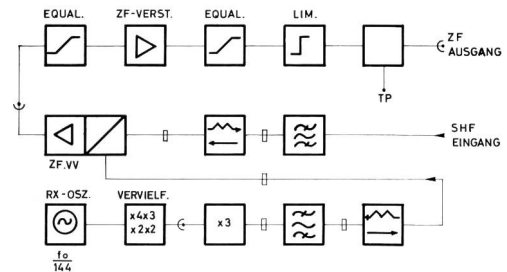 EQUAL. ZF-VERST. EQUAL. LIM.
ZF
AUSGANG
TP
SHF
EINGANG
ZF.VV
RX-OSZ. VERVIELF.
x4x3
x2x2
x3
fo
144